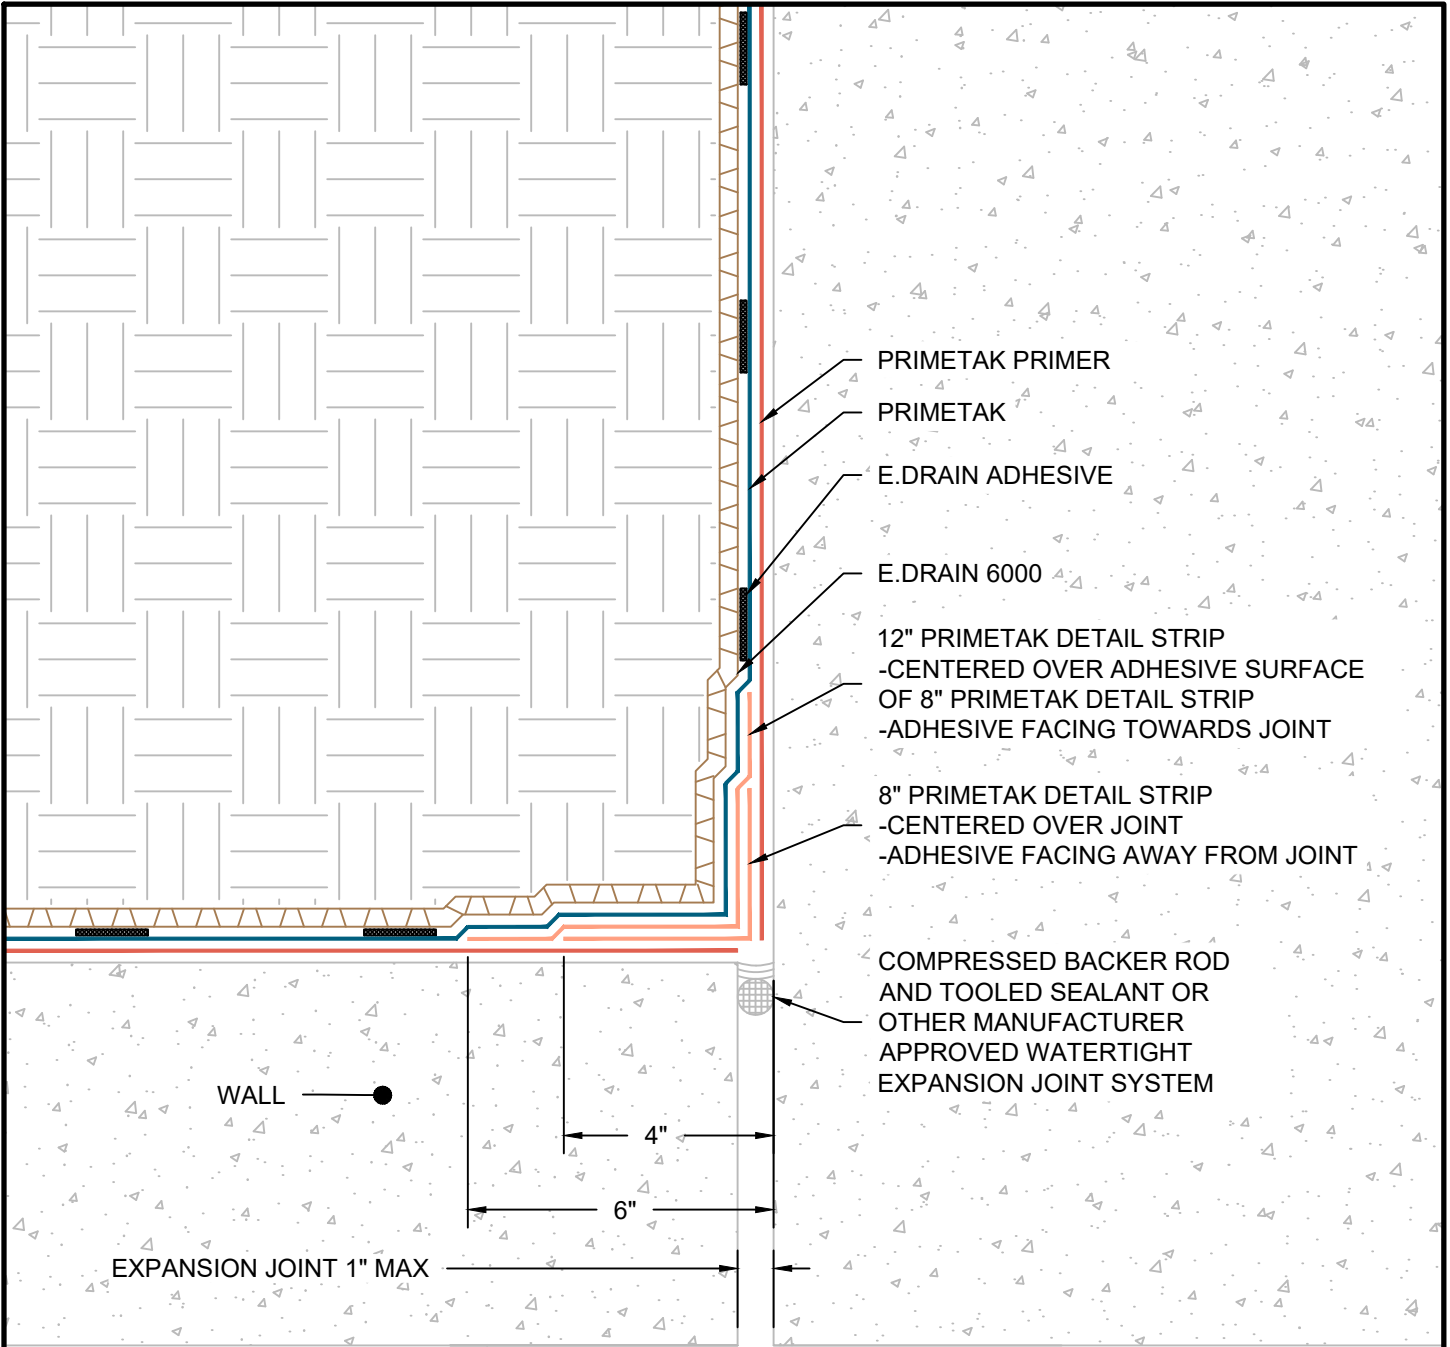 PRIMETAK PRIMER
PRIMETAK
E.DRAIN ADHESIVE
E.DRAIN 6000
12" PRIMETAK DETAIL STRIP
-CENTERED OVER ADHESIVE SURFACE
OF 8" PRIMETAK DETAIL STRIP
-ADHESIVE FACING TOWARDS JOINT
8" PRIMETAK DETAIL STRIP
-CENTERED OVER JOINT
-ADHESIVE FACING AWAY FROM JOINT
COMPRESSED BACKER ROD
AND TOOLED SEALANT OR
OTHER MANUFACTURER
APPROVED WATERTIGHT
EXPANSION JOINT SYSTEM
WALL
4"
6"
EXPANSION JOINT 1" MAX